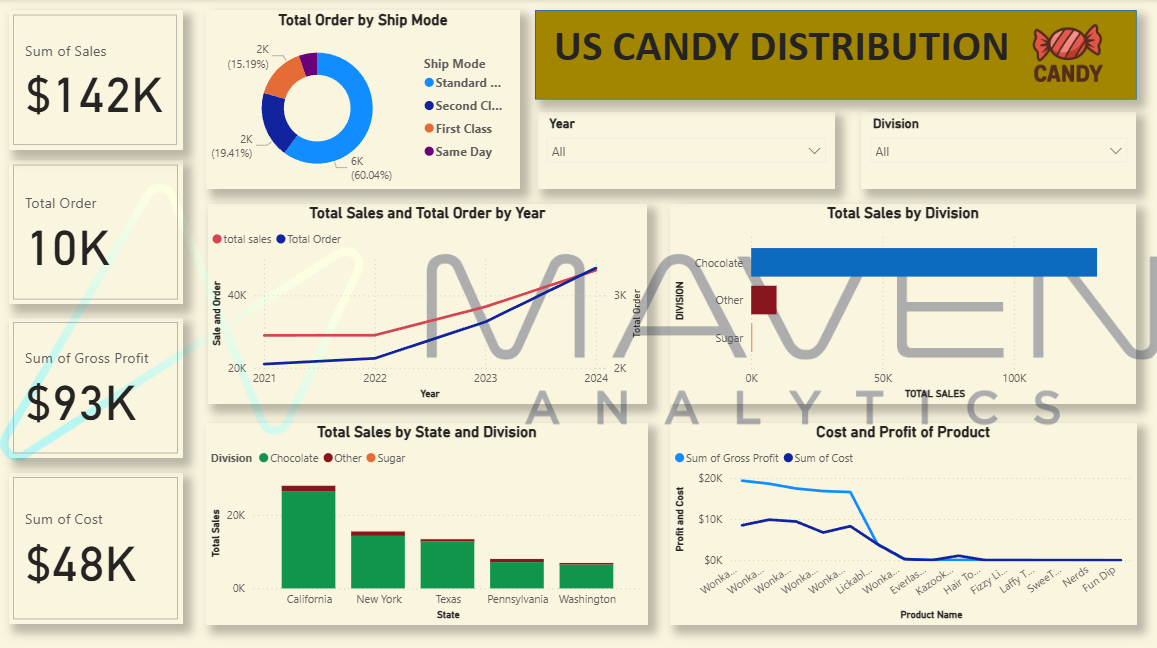 Sum of Sales
$142K
Total Order
10K
Sum of Gross Profit
$93K
Sum of Cost
$48K
Total Order by Ship Mode
2K
(15.19%)
2K
(19.41%)
6K
(60.04%)
Ship Mode
Standard ...
Second Cl...
First Class
Same Day
US CANDY DISTRIBUTION
CANDY
Year
All
Division
All
Total Sales and Total Order by Year
total sales Total Order
Sale and Order
40K
20K
3K
2K
Total Order
2021 2022 2023 2024
Year
Total Sales by Division
DIVISION
Chocolate
Other
Sugar
0K 50K 100K
TOTAL SALES
MAVEN
ANALYTICS
Total Sales by State and Division
Division Chocolate Other Sugar
Total Sales
20K
0K
California New York Texas Pennsylvania Washington
State
Cost and Profit of Product
Sum of Gross Profit Sum of Cost
Profit and Cost
$20K
$10K
$0K
Wonka... Wonka... Wonka... Wonka... Wonka... Lickabl... Wonka... Everlas... Kazook... Hair To... Fizzy Li... Laffy T... SweeT... Nerds Fun Dip
Product Name